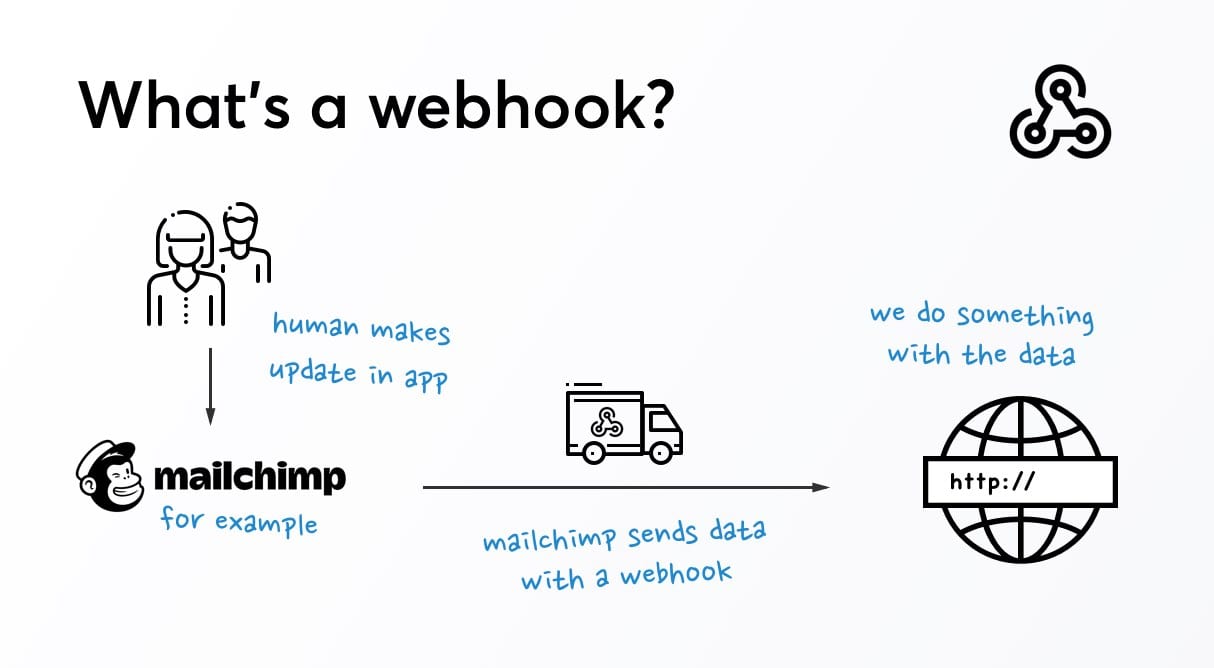 What's a webhook?
human makes
update in app
mailchimp
for example
mailchimp sends data
with a webhook
we do something
with the data
http://